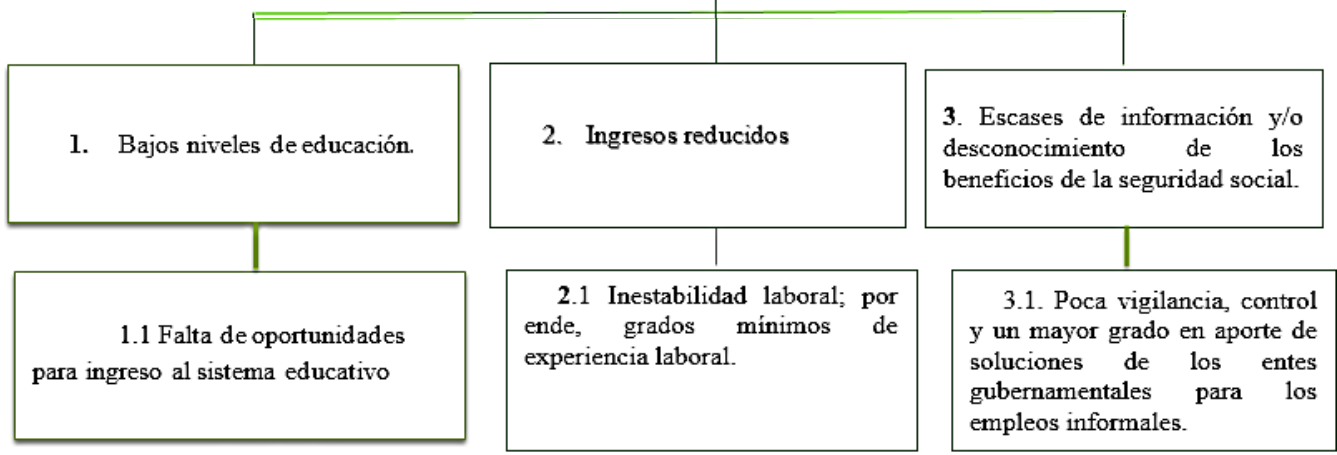 1. Bajos niveles de educación.
2. Ingresos reducidos
3. Escases de información y/o
desconocimiento de los
beneficios de la seguridad social.
1.1 Falta de oportunidades
para ingreso al sistema educativo
2.1 Inestabilidad laboral; por
ende, grados mínimos de
experiencia laboral.
3.1. Poca vigilancia, control
y un mayor grado en aporte de
soluciones de los entes
gubernamentales para los
empleos informales.